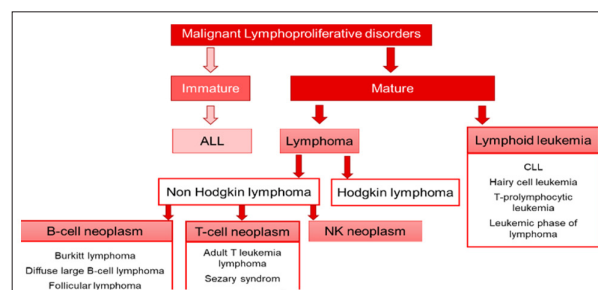 Malignant Lymphoproliferative disorders
Immature
Mature
ALL
Lymphoma
Lymphoid leukemia
CLL
Hairy cell leukemia
T-prolymphocytic
leukemia
Leukemic phase of
lymphoma
Non Hodgkin lymphoma
Hodgkin lymphoma
B-cell neoplasm
Burkitt lymphoma
Diffuse large B-cell lymphoma
Follicular lymphoma
T-cell neoplasm
Adult T leukemia
lymphoma
Sezary syndrom
NK neoplasm